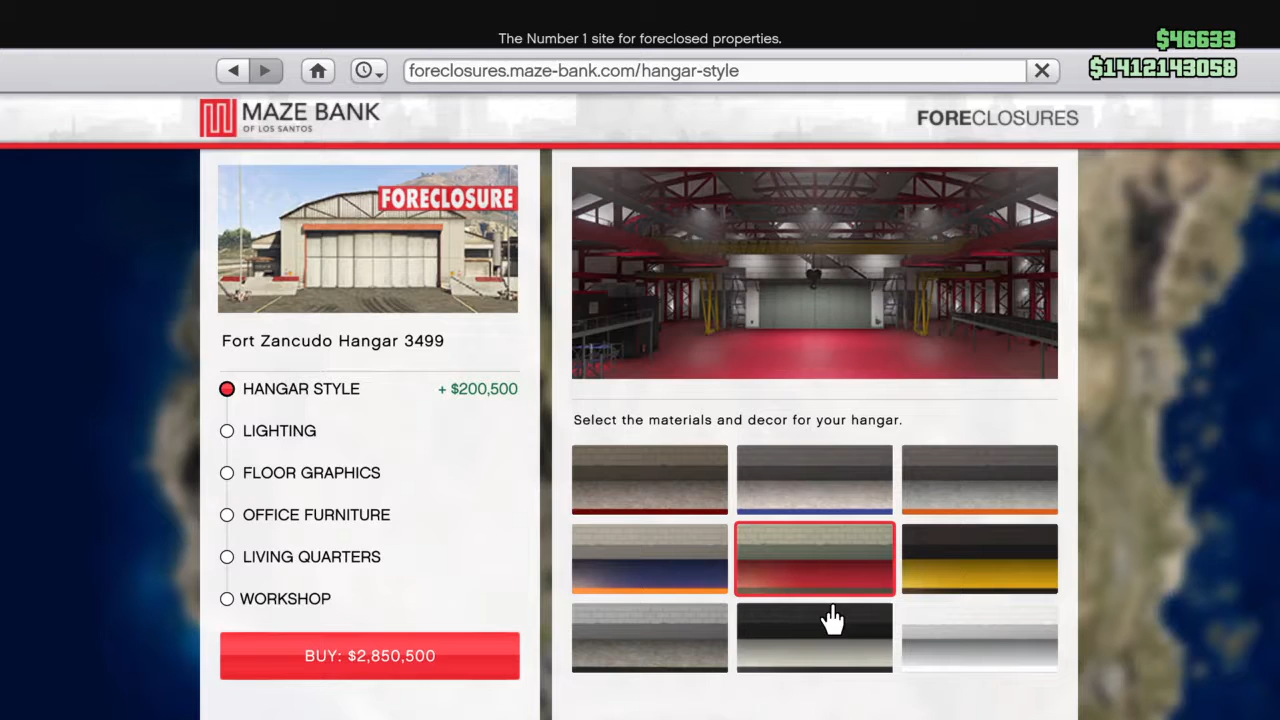 The Number 1 site for foreclosed properties.
$46633
$1412143058
foreclosures.maze-bank.com/hangar-style
MAZE BANK
OF LOS SANTOS
FORECLOSURES
FORECLOSURE
Fort Zancudo Hangar 3499
HANGAR STYLE + $200,500
LIGHTING
FLOOR GRAPHICS
OFFICE FURNITURE
LIVING QUARTERS
WORKSHOP
BUY: $2,850,500
Select the materials and decor for your hangar.